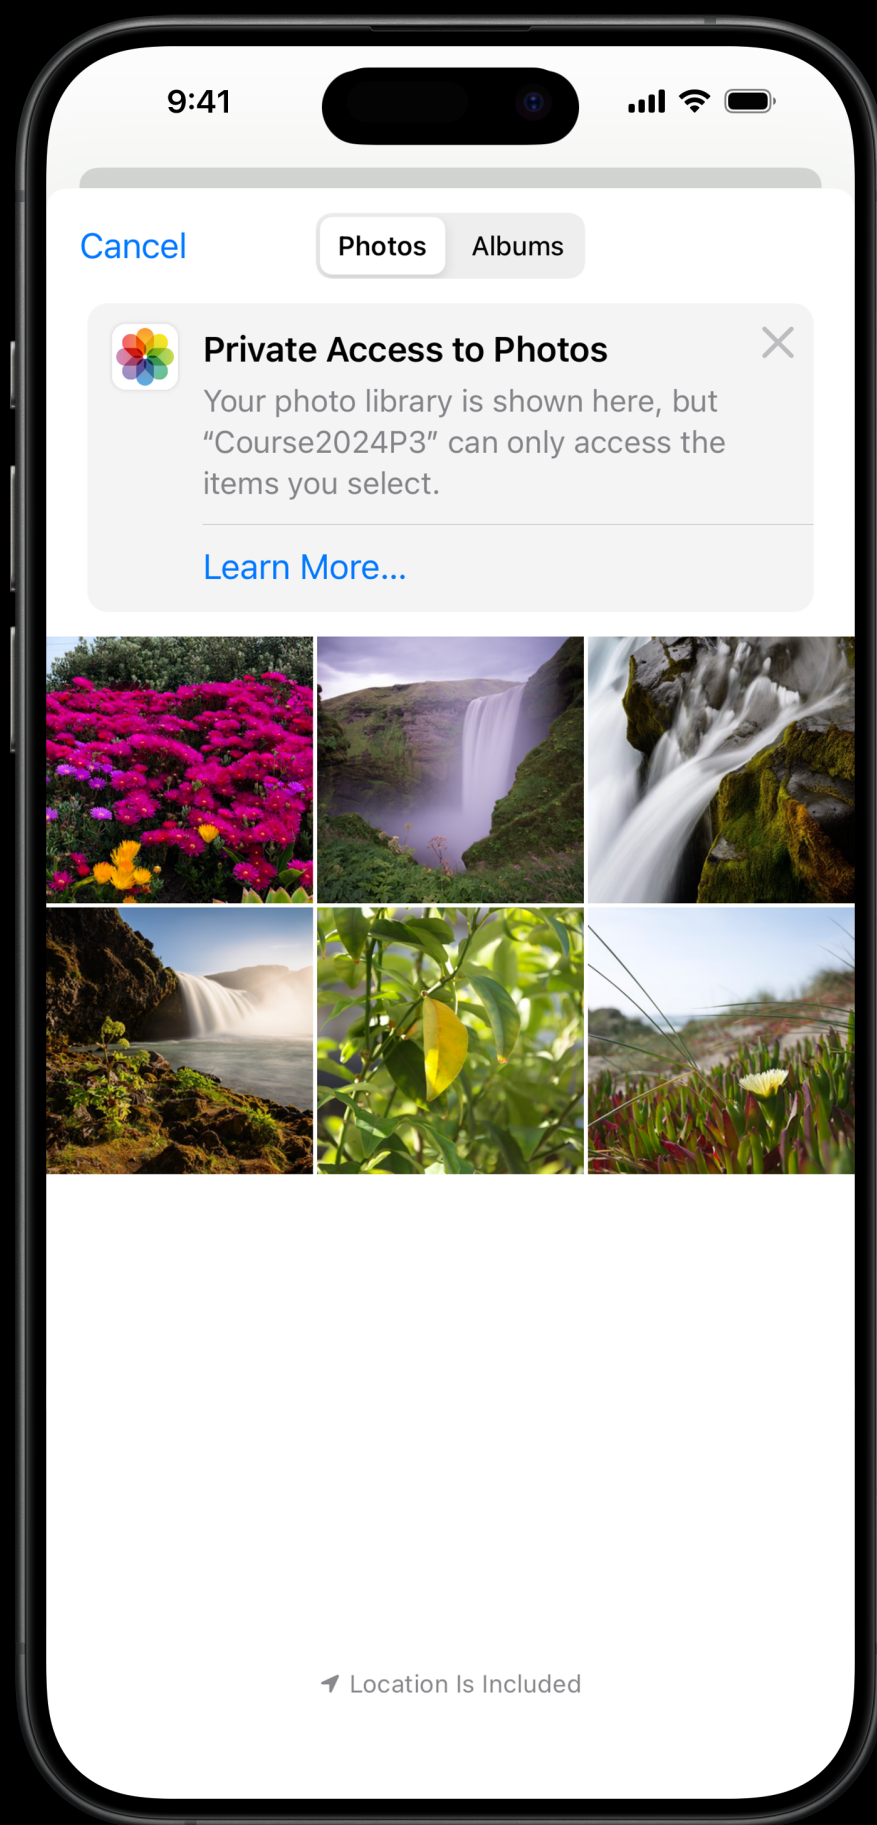 9:41
Cancel
Photos
Albums
Private Access to Photos
Your photo library is shown here, but
“Course2024P3” can only access the
items you select.
Learn More...
Location Is Included